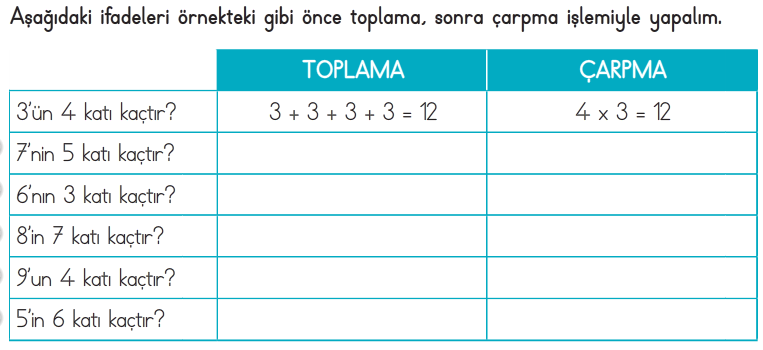 Aşağıdaki ifadeleri örnekteki gibi önce toplama, sonra çarpma işlemiyle yapalım.
TOPLAMA ÇARPMA
3'ün 4 katı kaçtır? 3 + 3 + 3 + 3 = 12 4 x 3 = 12
7'nin 5 katı kaçtır?
6'nın 3 katı kaçtır?
8'in 7 katı kaçtır?
9'un 4 katı kaçtır?
5'in 6 katı kaçtır?